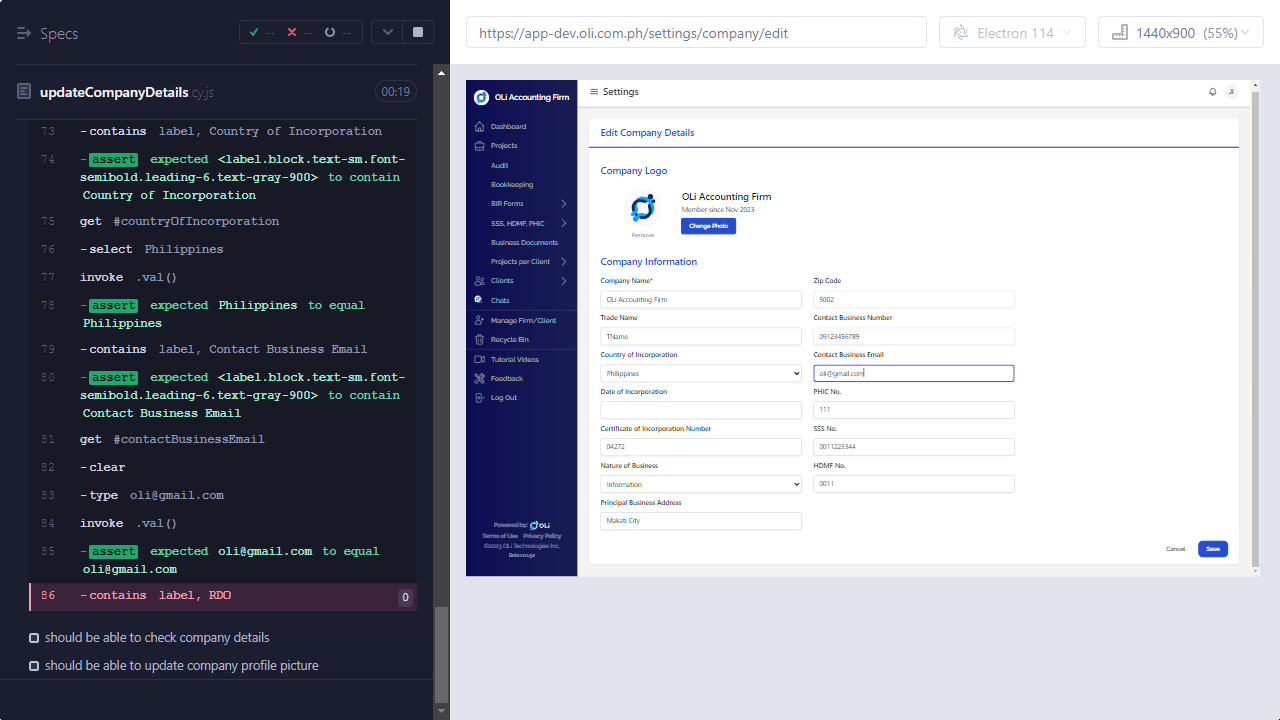 Specs
--
--
--
updateCompanyDetails.cy.js
00:19
73 -contains label, Country of Incorporation
74 -assert expected <label.block.text-sm.font-
semibold.leading-6.text-gray-900> to contain
Country of Incorporation
75 get #countryOfIncorporation
76 -select Philippines
77 invoke .val()
78 -assert expected Philippines to equal
Philippines
79 -contains label, Contact Business Email
80 -assert expected <label.block.text-sm.font-
semibold.leading-6.text-gray-900> to contain
Contact Business Email
81 get #contactBusinessEmail
82 -clear
83 -type oli@gmail.com
84 invoke .val()
85 -assert expected oli@gmail.com to equal
oli@gmail.com
86 -contains label, RDO 0
should be able to check company details
should be able to update company profile picture
https://app-dev.oli.com.ph/settings/company/edit
Electron 114
1440x900 (55%)
OLi Accounting Firm
Dashboard
Projects
Audit
Bookkeeping
BIR Forms
SSS, HDMF, PHIC
Business Documents
Projects per Client
Clients
Chats
Manage Firm/Client
Recycle Bin
Tutorial Videos
Feedback
Log Out
Powered by: OLi
Terms of Use Privacy Policy
©2023 OLi Technologies Inc.
Beta v0.1.52
Settings
JI
Edit Company Details
Company Logo
OLi Accounting Firm
Member since Nov 2023
Change Photo
Remove
Company Information
Company Name*
OLi Accounting Firm
Trade Name
TName
Country of Incorporation
Philippines
Date of Incorporation
Certificate of Incorporation Number
04272
Nature of Business
Information
Principal Business Address
Makati City
Zip Code
5002
Contact Business Number
09123456789
Contact Business Email
oli@gmail.com
PHIC No.
111
SSS No.
0011223344
HDMF No.
0011
Cancel
Save